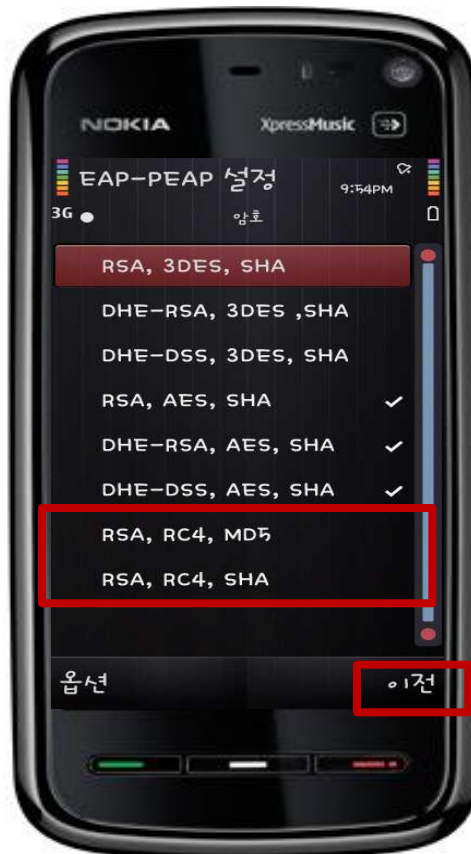 NOKIA XpressMusic
EAP-PEAP 설정 9:54PM
3G 암호
RSA, 3DES, SHA
DHE-RSA, 3DES ,SHA
DHE-DSS, 3DES, SHA
RSA, AES, SHA
DHE-RSA, AES, SHA
DHE-DSS, AES, SHA
RSA, RC4, MD5
RSA, RC4, SHA
옵션 이전